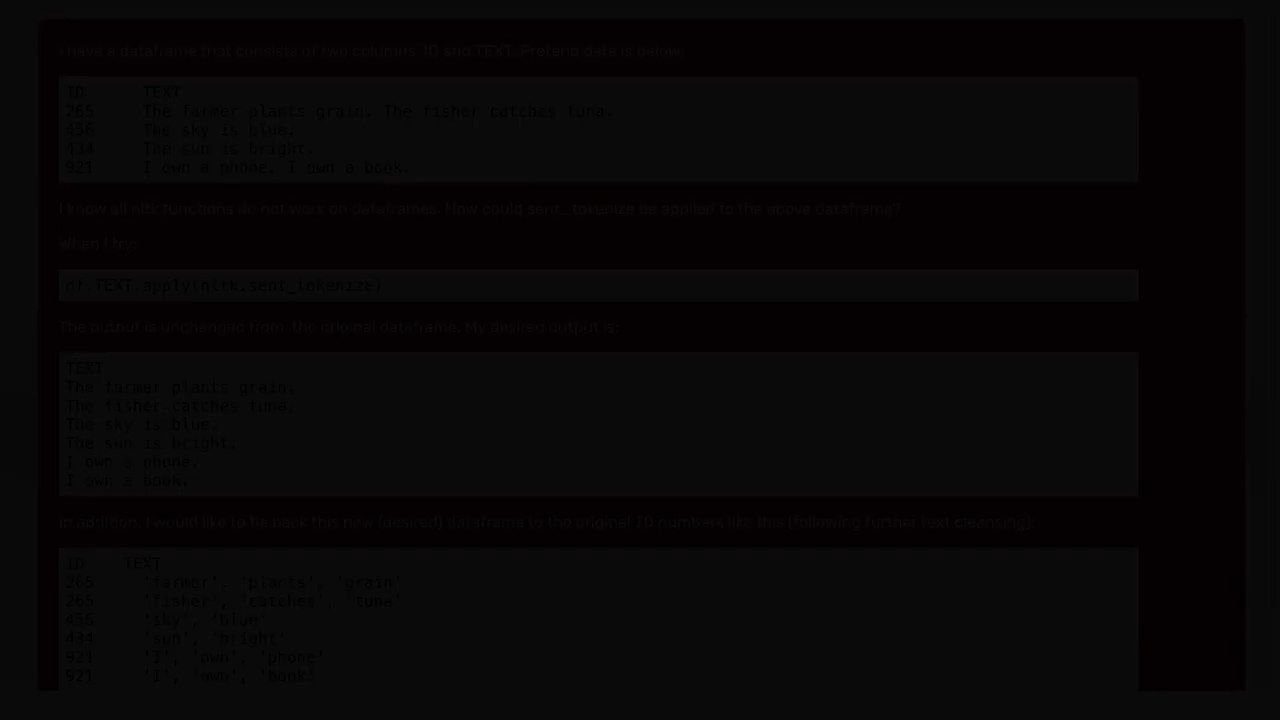 I have a dataframe that consists of two columns, ID and TEXT. Pretend data is below:
ID      TEXT
265     The farmer plants grain. The fisher catches tuna.
456     The sky is blue.
434     The sun is bright.
921     I own a phone. I own a book.
I know all nltk functions do not work on dataframes. How could sent_tokenize be applied to the above dataframe?
When I try:
df.TEXT.apply(nltk.sent_tokenize)
The output is unchanged from the original dataframe. My desired output is:
TEXT
The farmer plants grain.
The fisher catches tuna.
The sky is blue.
The sun is bright.
I own a phone.
I own a book.
In addition, I would like to tie back this new (desired) dataframe to the original ID numbers like this (following further text cleansing):
ID    TEXT
265     'farmer', 'plants', 'grain'
265     'fisher', 'catches', 'tuna'
456     'sky', 'blue'
434     'sun', 'bright'
921     'I', 'own', 'phone'
921     'I', 'own', 'book'